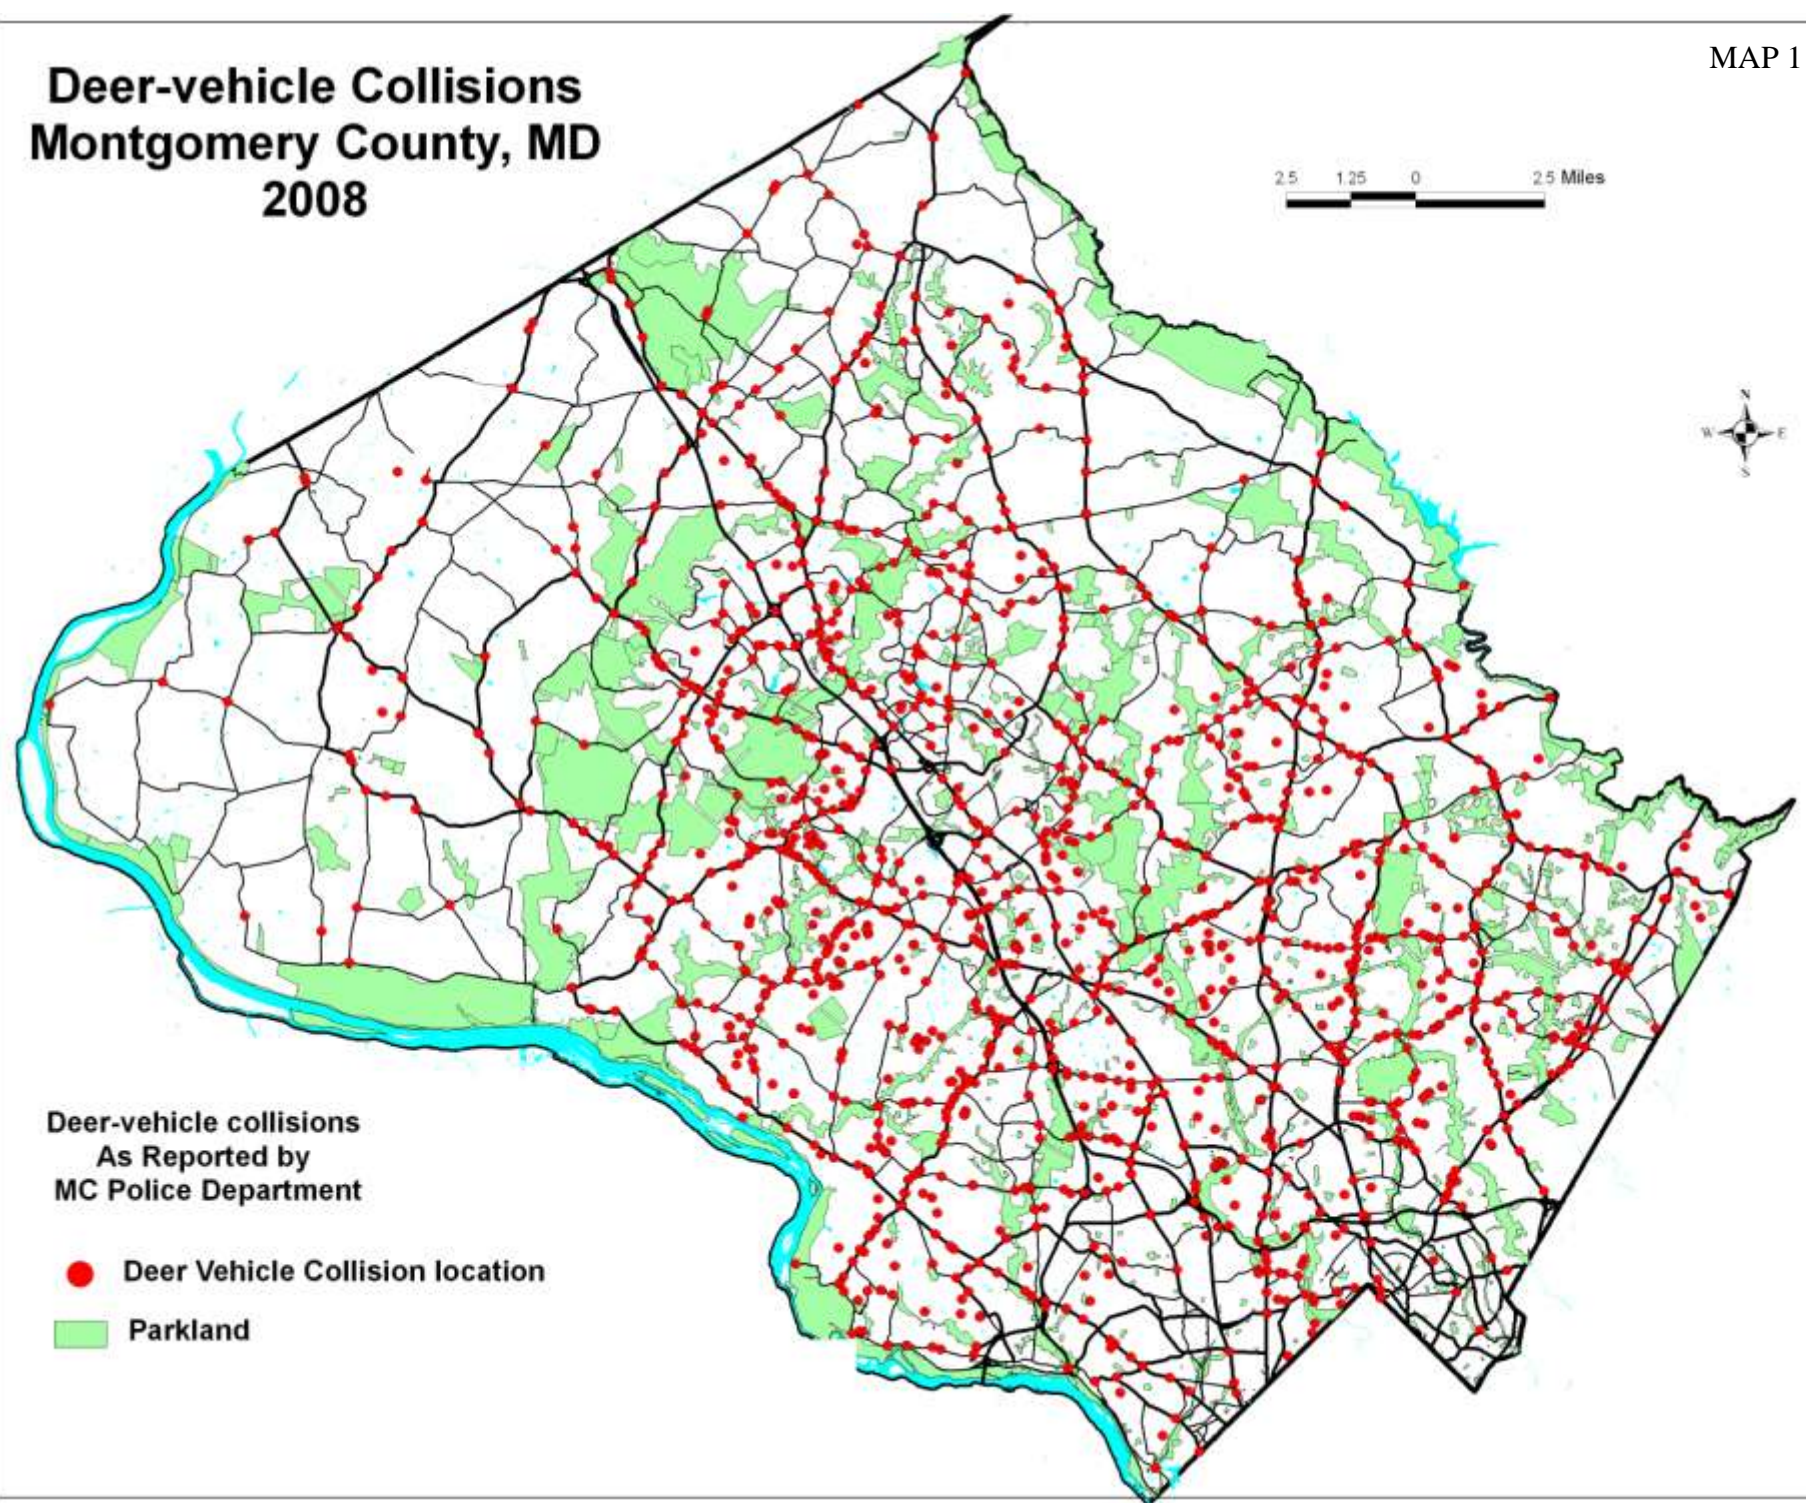 MAP 1
Deer-vehicle Collisions
Montgomery County, MD
2008
2.5 1.25 0 2.5 Miles
N
W E
S
Deer-vehicle collisions
As Reported by
MC Police Department
Deer Vehicle Collision location
Parkland